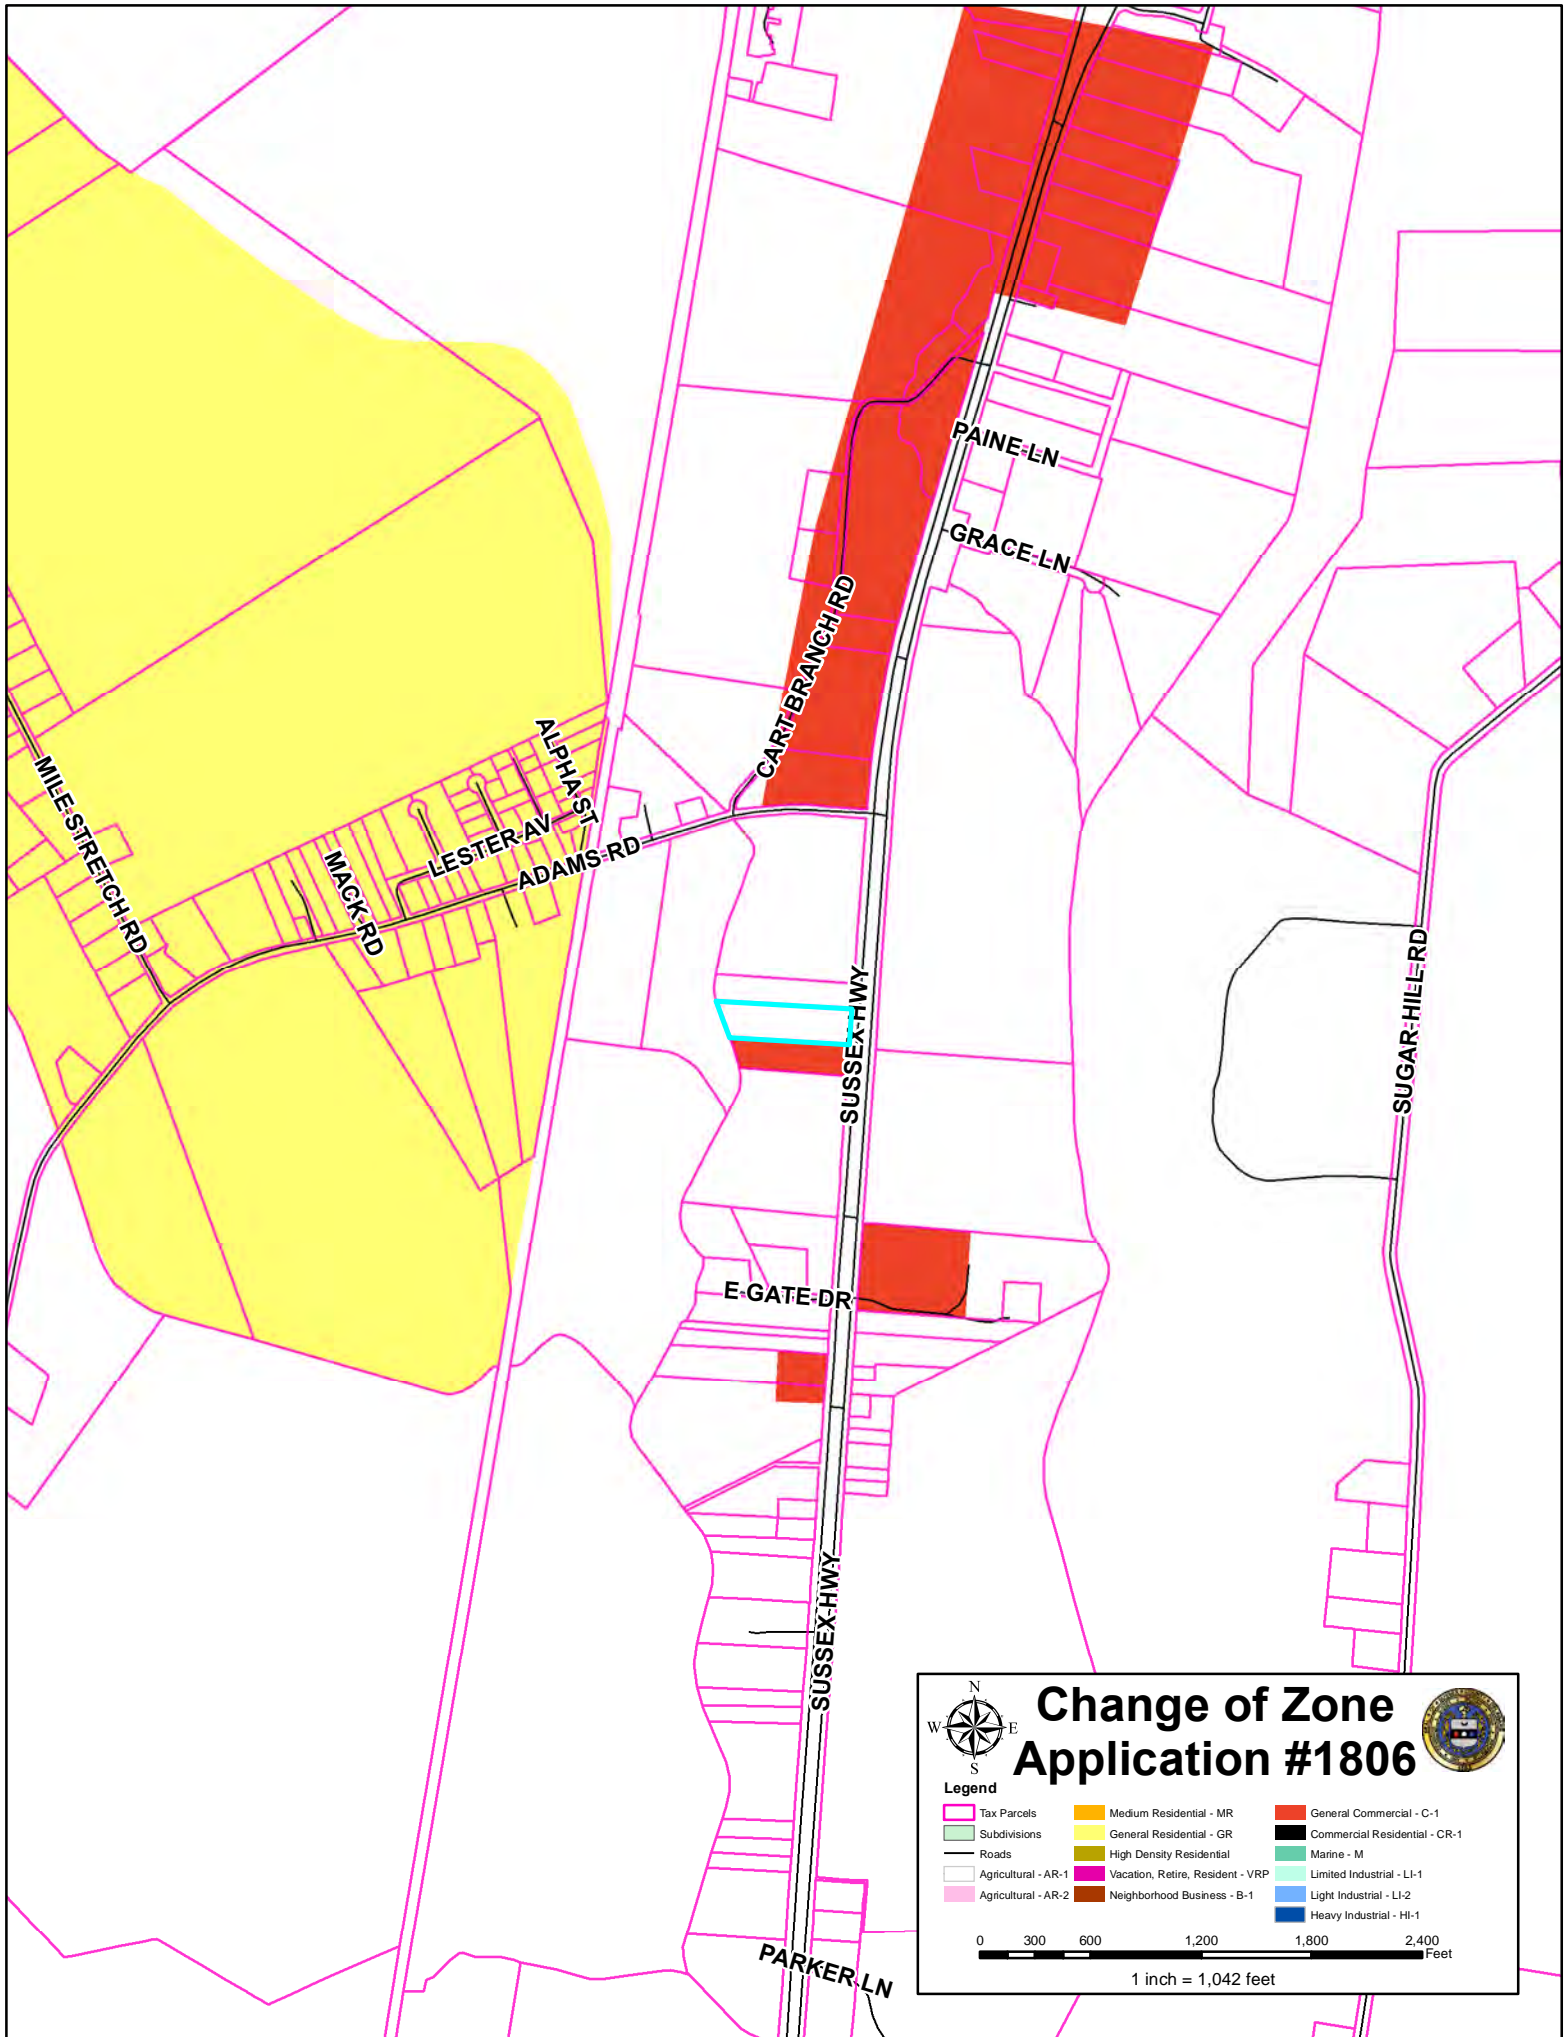 PAINE LN
GRACE LN
CART BRANCH RD
ALPHA ST
MILE STRETCH RD
LESTER AV
MACK RD
ADAMS RD
SUSSEX HWY
SUGAR HILL RD
E GATE DR
SUSSEX HWY
PARKER LN
N
W E
S
Change of Zone
Application #1806
Legend
Tax Parcels
Subdivisions
Roads
Agricultural - AR-1
Agricultural - AR-2
Medium Residential - MR
General Residential - GR
High Density Residential
Vacation, Retire, Resident - VRP
Neighborhood Business - B-1
General Commercial - C-1
Commercial Residential - CR-1
Marine - M
Limited Industrial - LI-1
Light Industrial - LI-2
Heavy Industrial - HI-1
0 300 600 1,200 1,800 2,400
Feet
1 inch = 1,042 feet